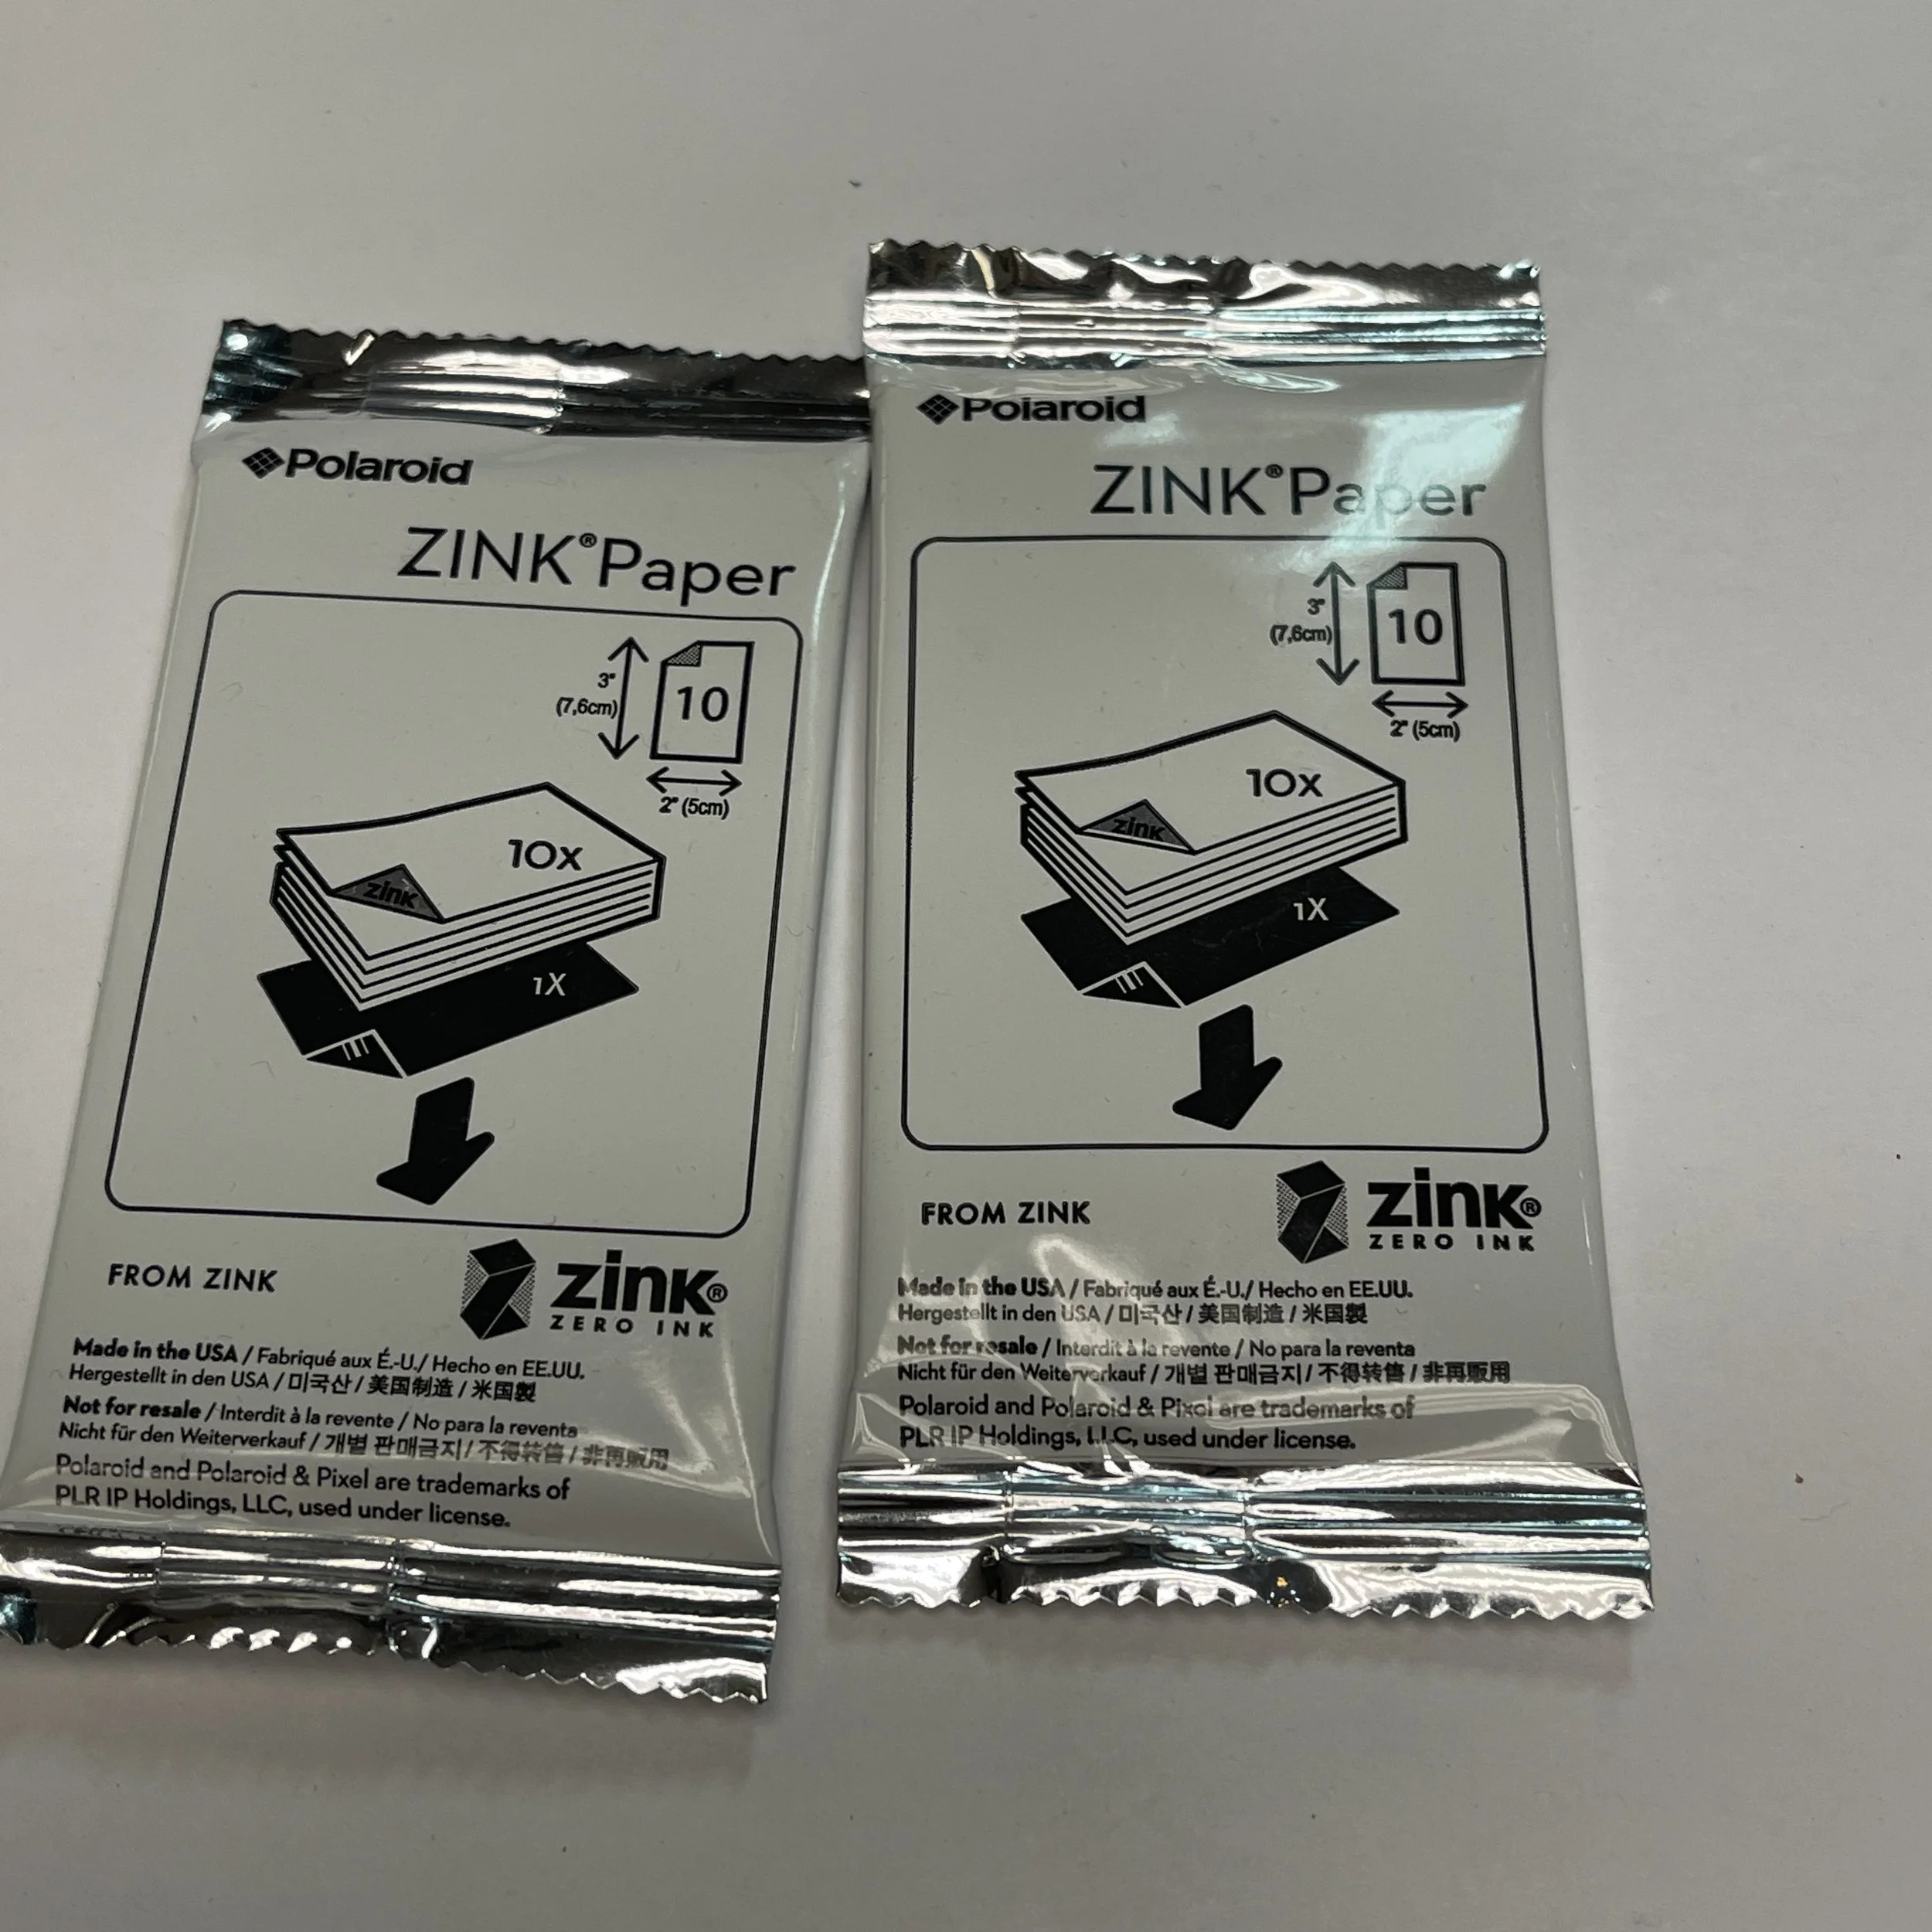 Polaroid
ZINK®Paper
3"
(7,6cm)
10
2" (5cm)
10x
zink
1X
FROM ZINK
zink®
ZERO INK
Made in the USA / Fabriqué aux É.-U./ Hecho en EE.UU.
Hergestellt in den USA / 미국산 / 美国制造 / 米国製
Not for resale / Interdit à la revente / No para la reventa
Nicht für den Weiterverkauf / 개별 판매금지 / 不得转售 / 非再販用
Polaroid and Polaroid & Pixel are trademarks of
PLR IP Holdings, LLC, used under license.
Polaroid
ZINK®Paper
3"
(7,6cm)
10
2" (5cm)
10x
zink
1X
FROM ZINK
zink®
ZERO INK
Made in the USA / Fabriqué aux É.-U./ Hecho en EE.UU.
Hergestellt in den USA / 미국산 / 美国制造 / 米国製
Not for resale / Interdit à la revente / No para la reventa
Nicht für den Weiterverkauf / 개별 판매금지 / 不得转售 / 非再販用
Polaroid and Polaroid & Pixel are trademarks of
PLR IP Holdings, LLC, used under license.